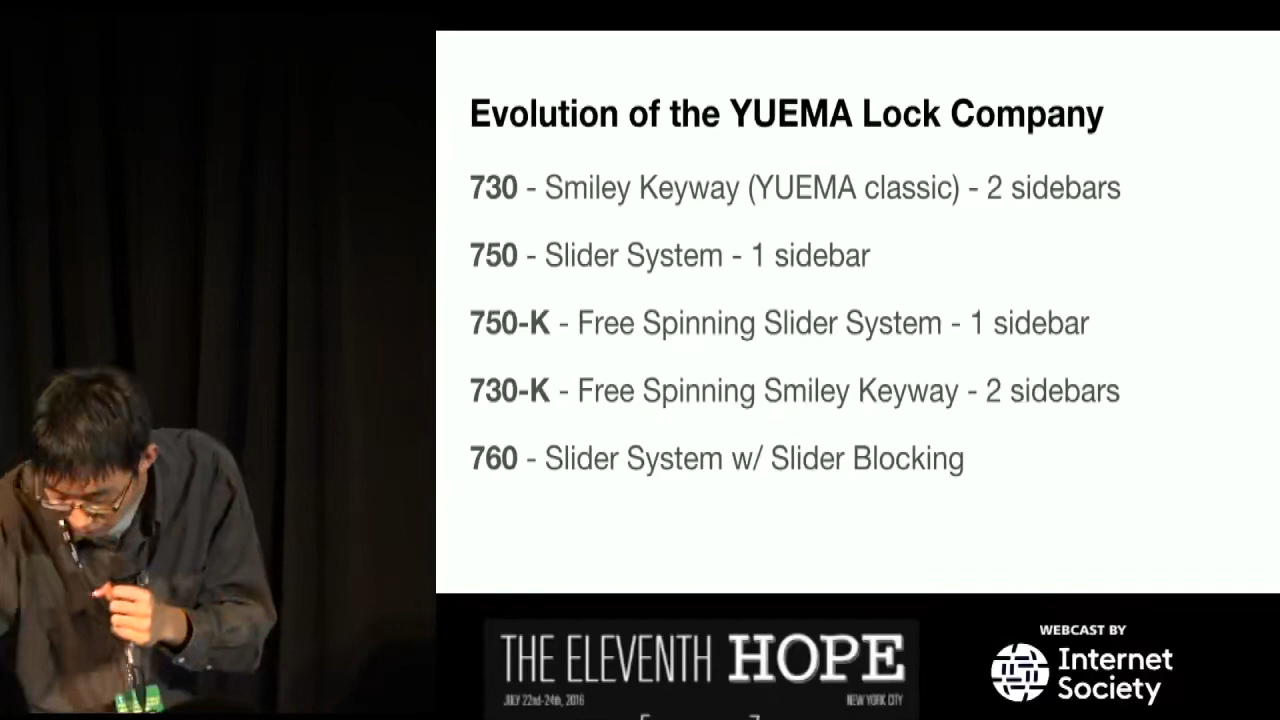 Evolution of the YUEMA Lock Company
730 - Smiley Keyway (YUEMA classic) - 2 sidebars
750 - Slider System - 1 sidebar
750-K - Free Spinning Slider System - 1 sidebar
730-K - Free Spinning Smiley Keyway - 2 sidebars
760 - Slider System w/ Slider Blocking
THE ELEVENTH HOPE
JULY 22nd-24th, 2016
NEW YORK CITY
WEBCAST BY
Internet
Society